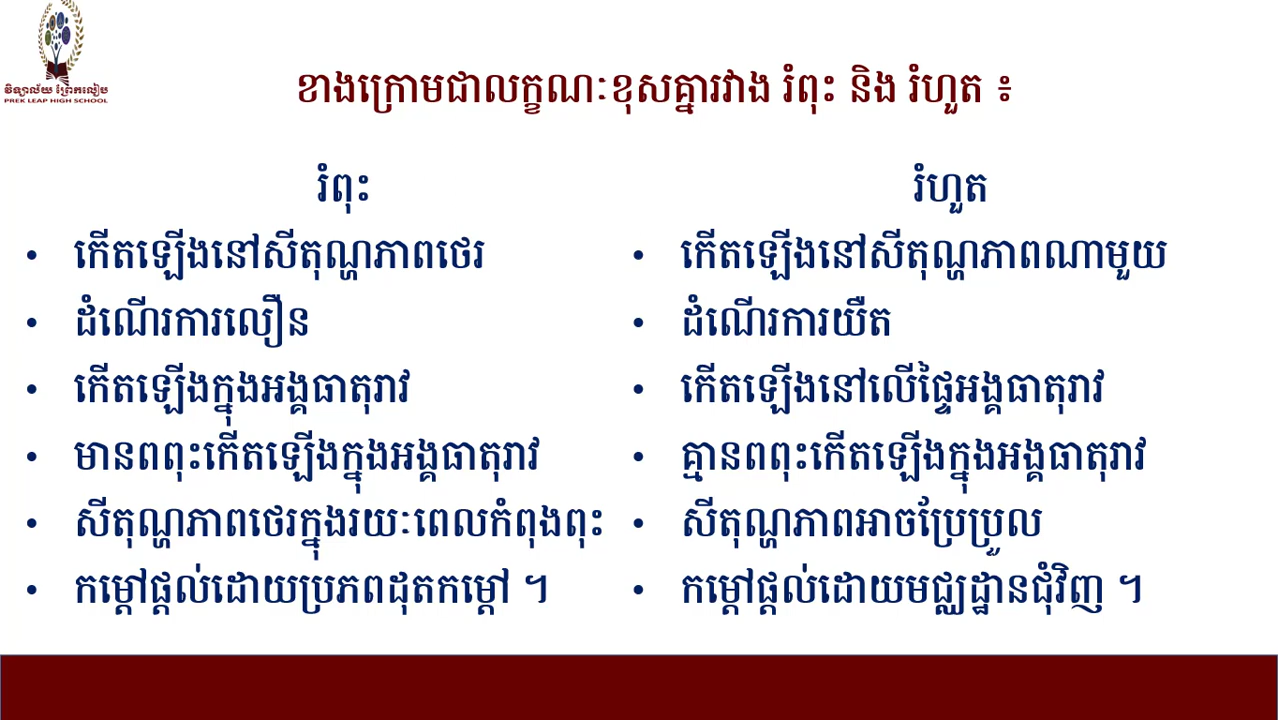 វិទ្យាល័យ ព្រែកលៀប
PREK LEAP HIGH SCHOOL
ខាងក្រោមជាលក្ខណៈខុសគ្នារវាង រំពុះ និង រំហួត ៖
រំពុះ
• កើតឡើងនៅសីតុណ្ហភាពថេរ
• ដំណើរការលឿន
• កើតឡើងក្នុងអង្គធាតុរាវ
• មានពពុះកើតឡើងក្នុងអង្គធាតុរាវ
• សីតុណ្ហភាពថេរក្នុងរយៈពេលកំពុងពុះ
• កម្តៅផ្តល់ដោយប្រភពដុតកម្តៅ ។
រំហួត
• កើតឡើងនៅសីតុណ្ហភាពណាមួយ
• ដំណើរការយឺត
• កើតឡើងនៅលើផ្ទៃអង្គធាតុរាវ
• គ្មានពពុះកើតឡើងក្នុងអង្គធាតុរាវ
• សីតុណ្ហភាពអាចប្រែប្រួល
• កម្តៅផ្តល់ដោយមជ្ឈដ្ឋានជុំវិញ ។